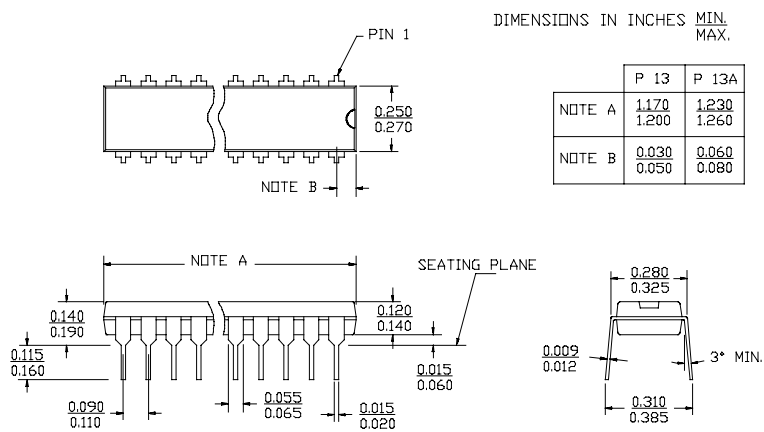 DIMENSIONS IN INCHES MIN.
MAX.
PIN 1
P 13 P 13A
NOTE A 1.170 1.230
1.200 1.260
NOTE B 0.030 0.060
0.050 0.080
0.250
0.270
NOTE B
NOTE A
SEATING PLANE
0.280
0.325
0.140
0.190
0.120
0.140
0.115
0.160
0.015
0.060
0.009
0.012
3° MIN.
0.090
0.110
0.055
0.065
0.015
0.020
0.310
0.385